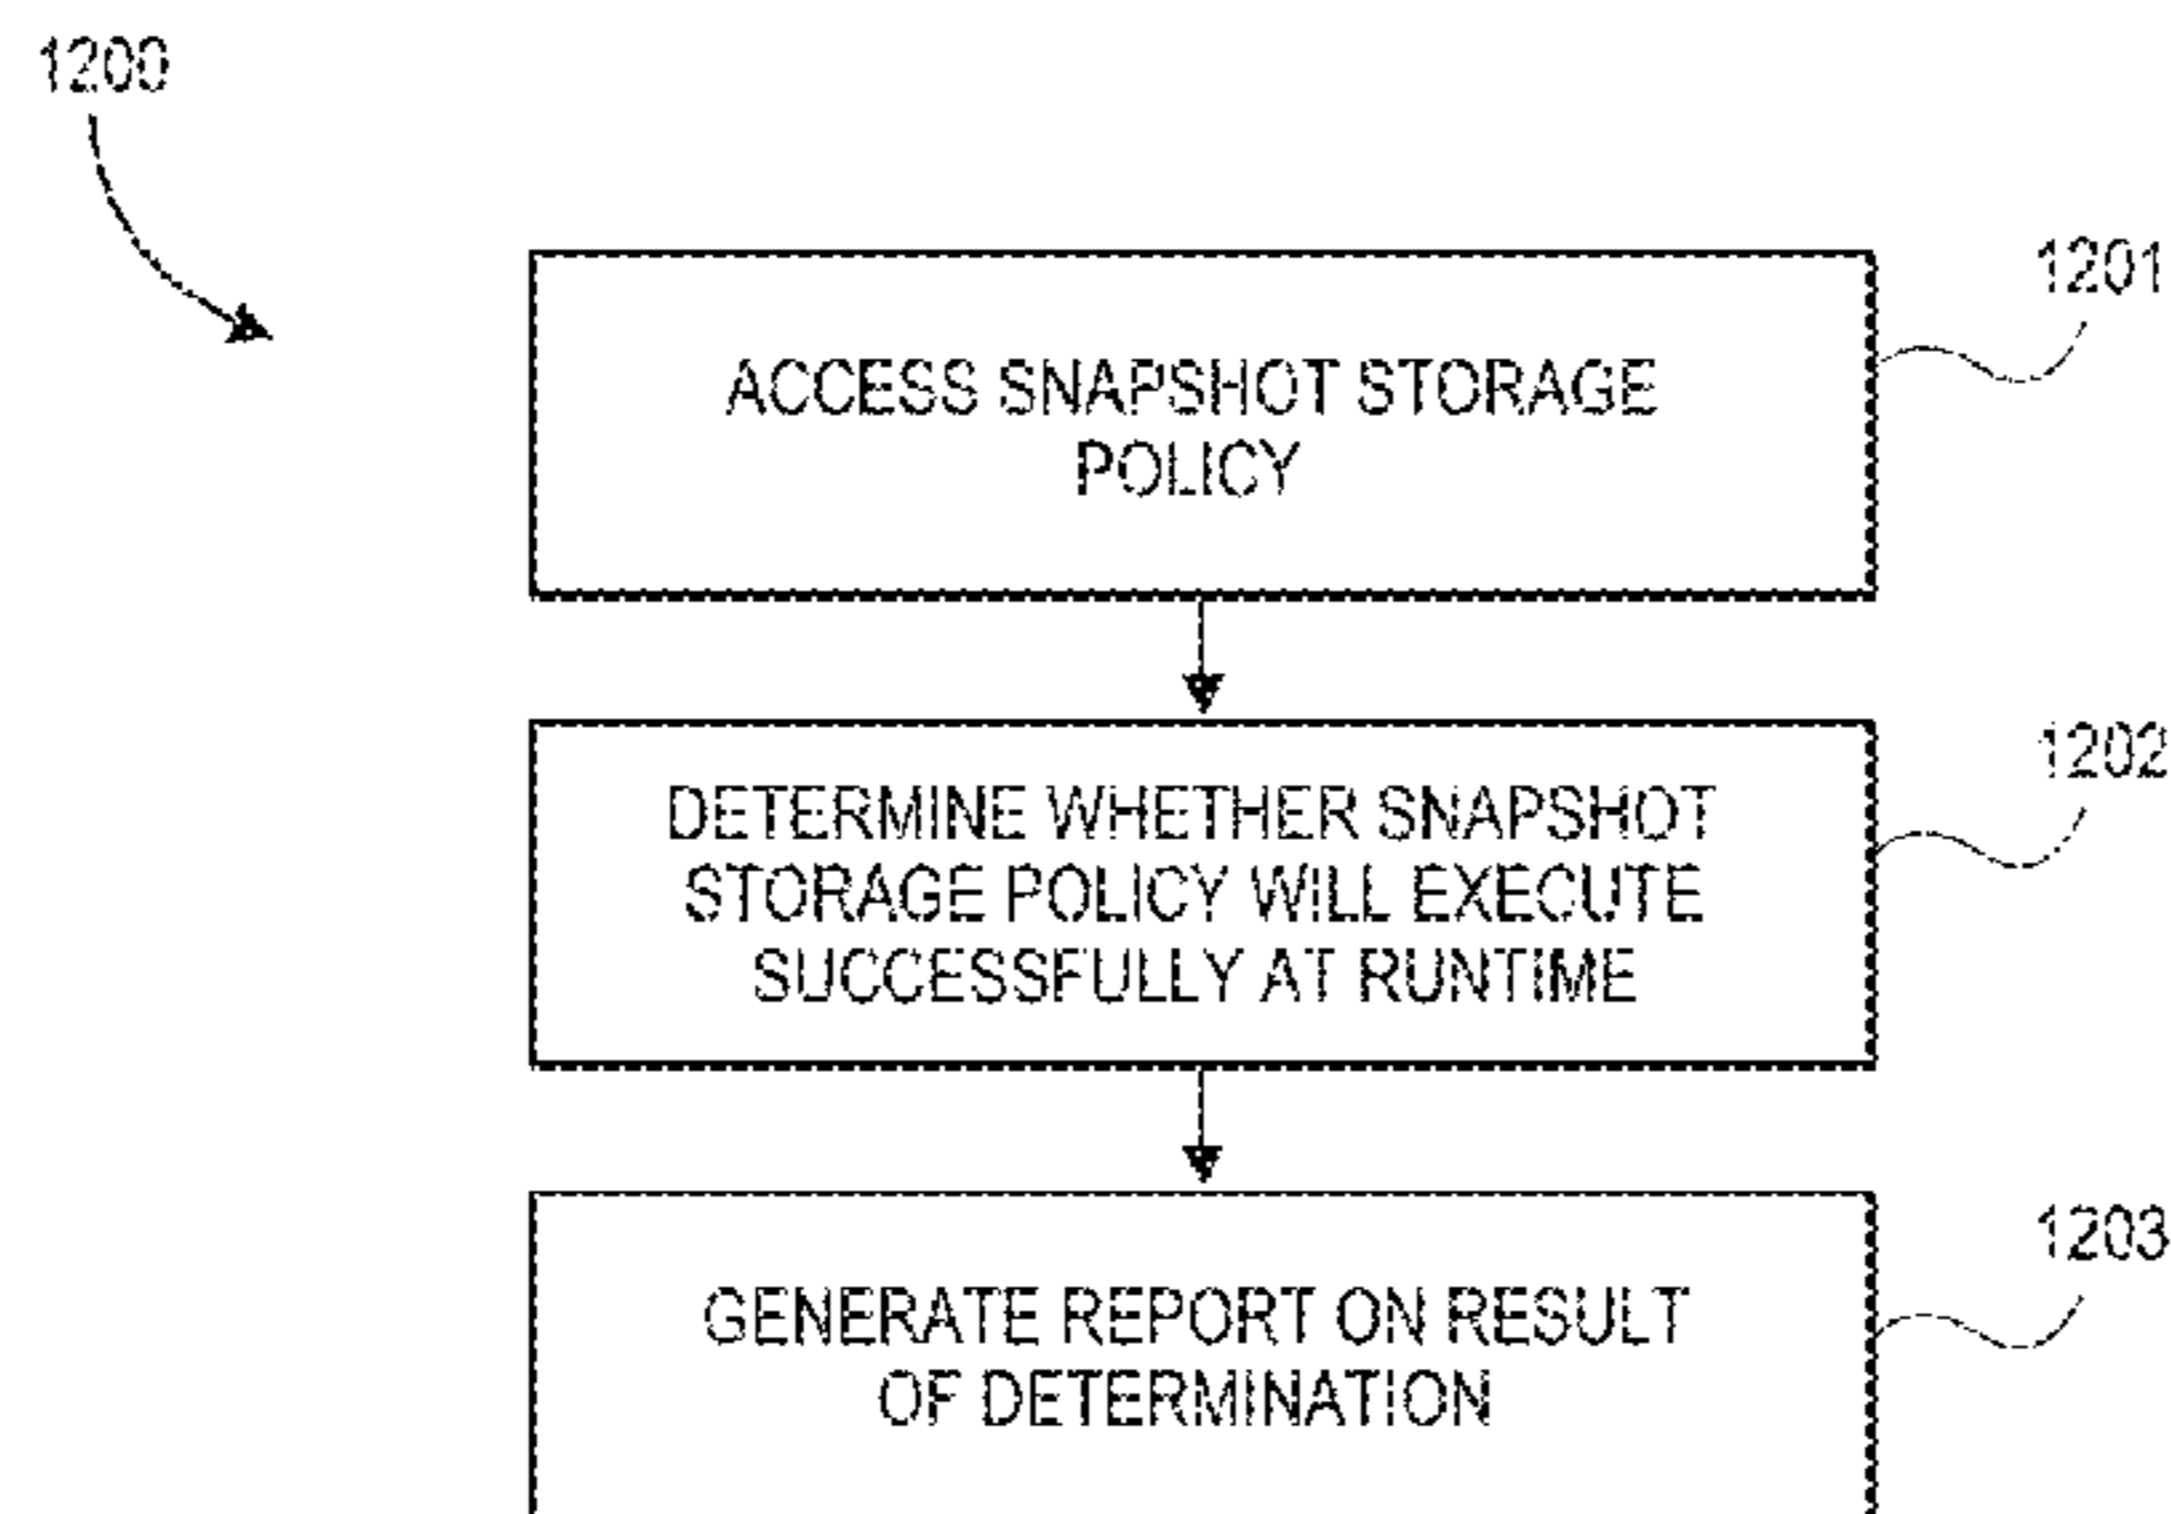 1200
1201
ACCESS SNAPSHOT STORAGE
POLICY
1202
DETERMINE WHETHER SNAPSHOT
STORAGE POLICY WILL EXECUTE
SUCCESSFULLY AT RUNTIME
1203
GENERATE REPORT ON RESULT
OF DETERMINATION